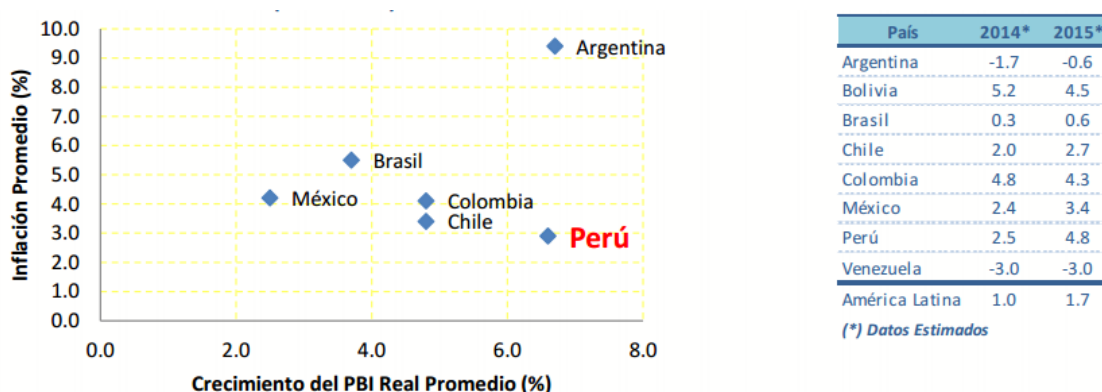 10.0
9.0
8.0
7.0
6.0
5.0
4.0
3.0
2.0
1.0
0.0
Inflación Promedio (%)
Argentina
Brasil
México
Colombia
Chile
Perú
0.0 2.0 4.0 6.0 8.0
Crecimiento del PBI Real Promedio (%)
País 2014* 2015*
Argentina -1.7 -0.6
Bolivia 5.2 4.5
Brasil 0.3 0.6
Chile 2.0 2.7
Colombia 4.8 4.3
México 2.4 3.4
Perú 2.5 4.8
Venezuela -3.0 -3.0
América Latina 1.0 1.7
(*) Datos Estimados